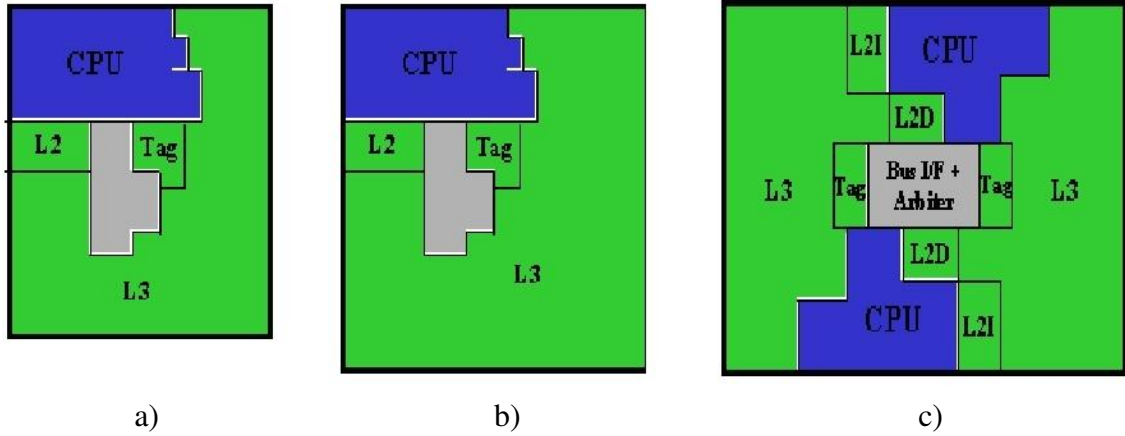 CPU
L2
Tag
L3
a)
CPU
L2
Tag
L3
b)
L2I
CPU
L2D
L3
Tag
Bus I/F +
Arbiter
Tag
L3
L2D
CPU
L2I
c)